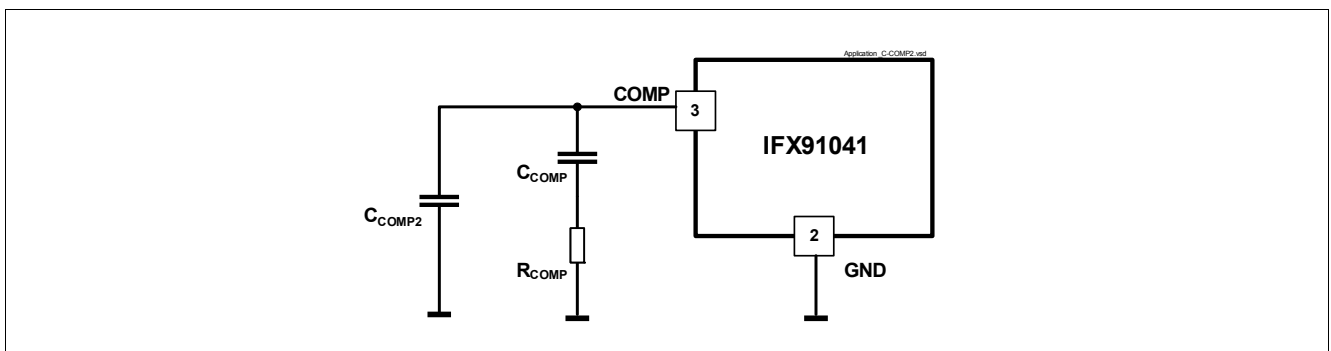 Application_C-COMP2.vsd
COMP
3
IFX91041
CCOMP
CCOMP2
2
RCOMP
GND